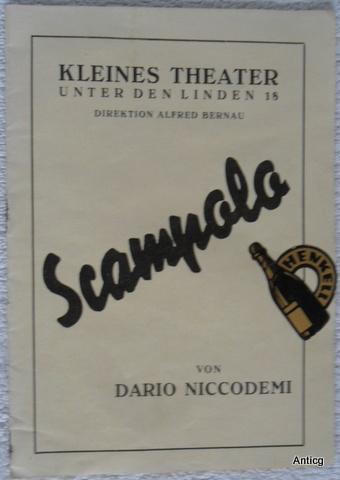 KLEINES THEATER
UNTER DEN LINDEN 18
DIREKTION ALFRED BERNAU
Scampolo
HENKELL
VON
DARIO NICCODEMI
Anticg